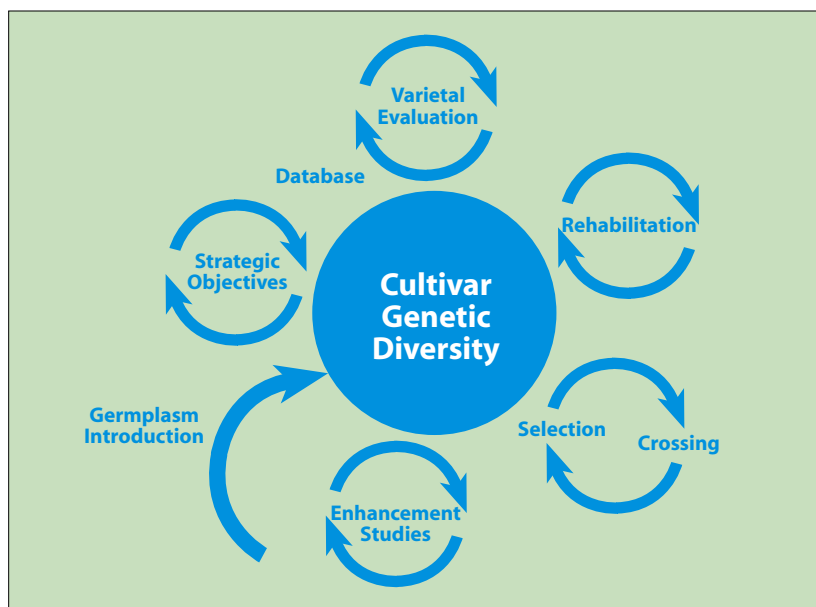 Varietal
Evaluation
Database
Rehabilitation
Strategic
Objectives
Cultivar
Genetic
Diversity
Germplasm
Introduction
Selection
Crossing
Enhancement
Studies